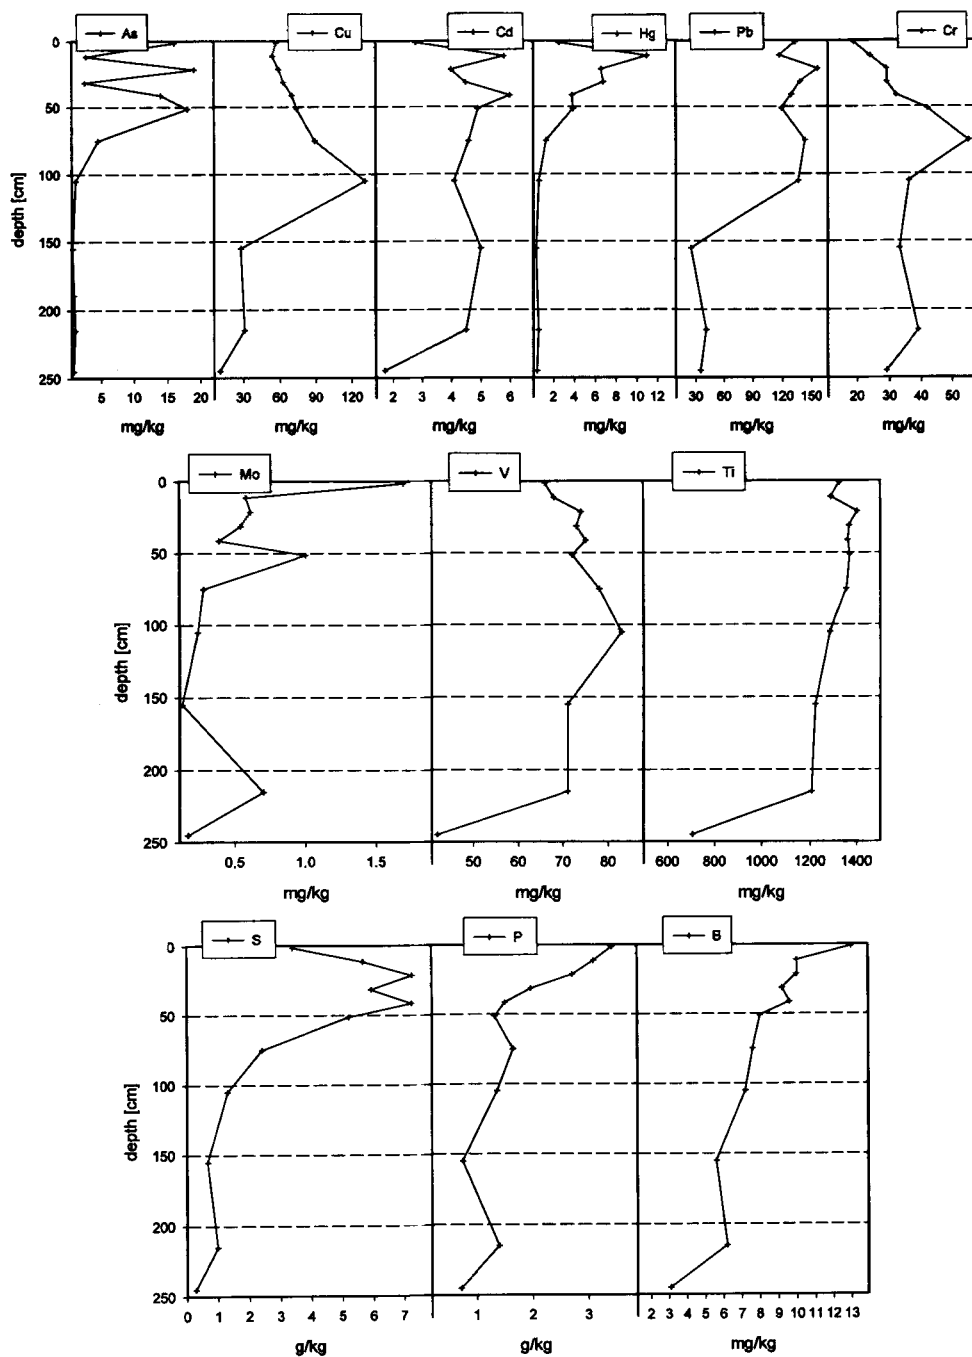 As Cu Cd Hg Pb Cr
0
50
100
150
200
250
depth [cm]
5 10 15 20 30 60 90 120 2 3 4 5 6 2 4 6 8 10 12 30 60 90 120 150 20 30 40 50
mg/kg mg/kg mg/kg mg/kg mg/kg mg/kg
Mo V Ti
0
50
100
150
200
250
depth [cm]
0.5 1.0 1.5 50 60 70 80 600 800 1000 1200 1400
mg/kg mg/kg mg/kg
S P B
0
50
100
150
200
250
depth [cm]
0 1 2 3 4 5 6 7 1 2 3 2 3 4 5 6 7 8 9 10 11 12 13
g/kg g/kg mg/kg